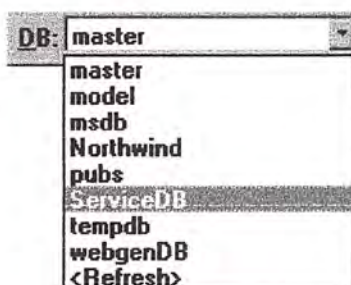 DB: master
master
model
msdb
Northwind
pubs
ServiceDB
tempdb
webgenDB
<Refresh>